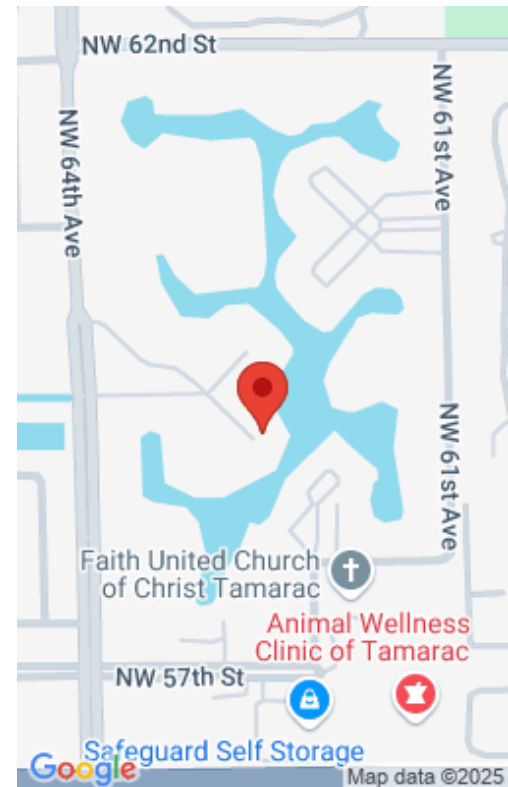 NW 62nd St
NW 64th Ave
NW 61st Ave
NW 61st Ave
Faith United Church
of Christ Tamarac
Animal Wellness
Clinic of Tamarac
NW 57th St
Safeguard Self Storage
Google
Map data ©2025